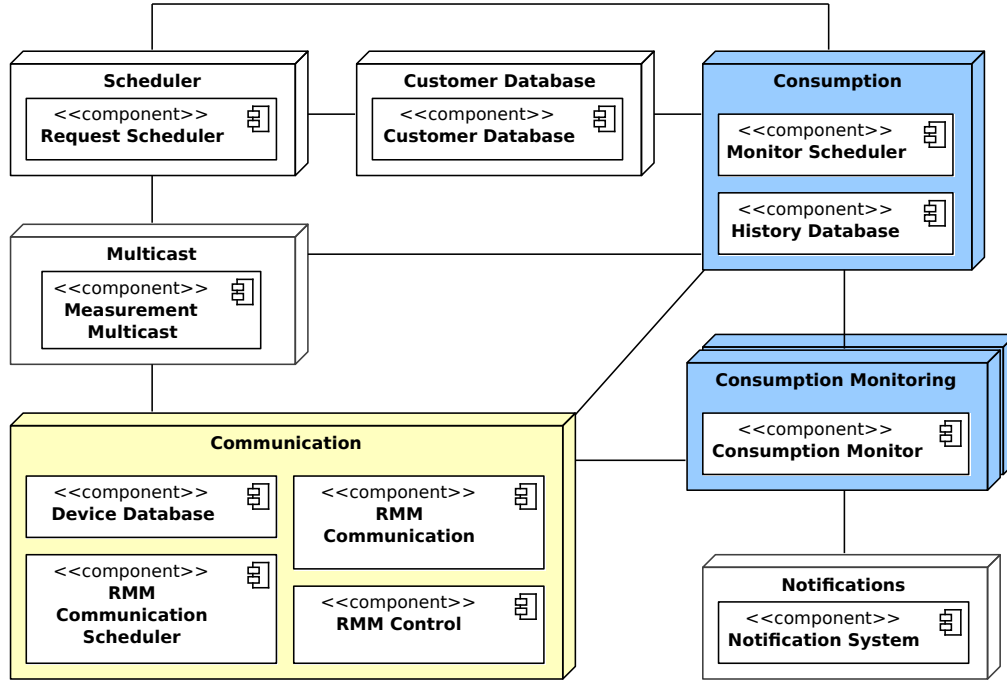 Scheduler
<<component>>
Request Scheduler
Customer Database
<<component>>
Customer Database
Consumption
<<component>>
Monitor Scheduler
<<component>>
History Database
Multicast
<<component>>
Measurement
Multicast
Consumption Monitoring
<<component>>
Consumption Monitor
Communication
<<component>>
Device Database
<<component>>
RMM
Communication
<<component>>
RMM
Communication
Scheduler
<<component>>
RMM Control
Notifications
<<component>>
Notification System